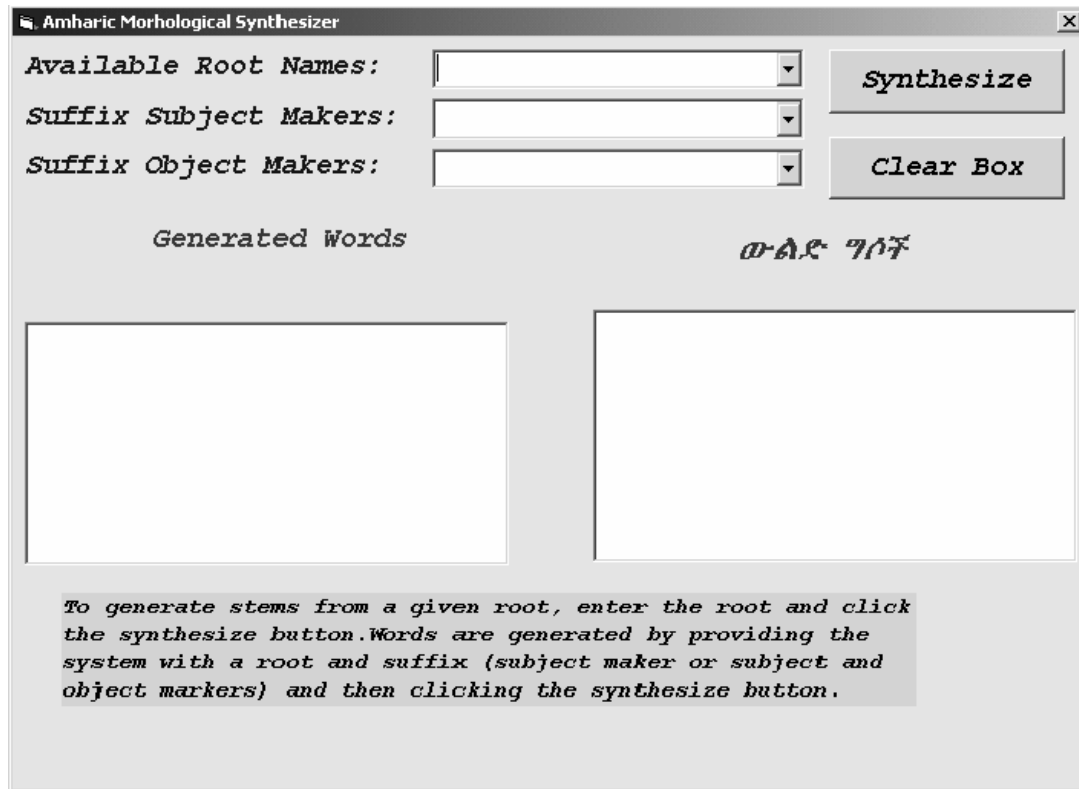 Amharic Morhological Synthesizer
Available Root Names:
Synthesize
Suffix Subject Makers:
Suffix Object Makers:
Clear Box
Generated Words
ውልድ ግሶች
To generate stems from a given root, enter the root and click
the synthesize button.Words are generated by providing the
system with a root and suffix (subject maker or subject and
object markers) and then clicking the synthesize button.